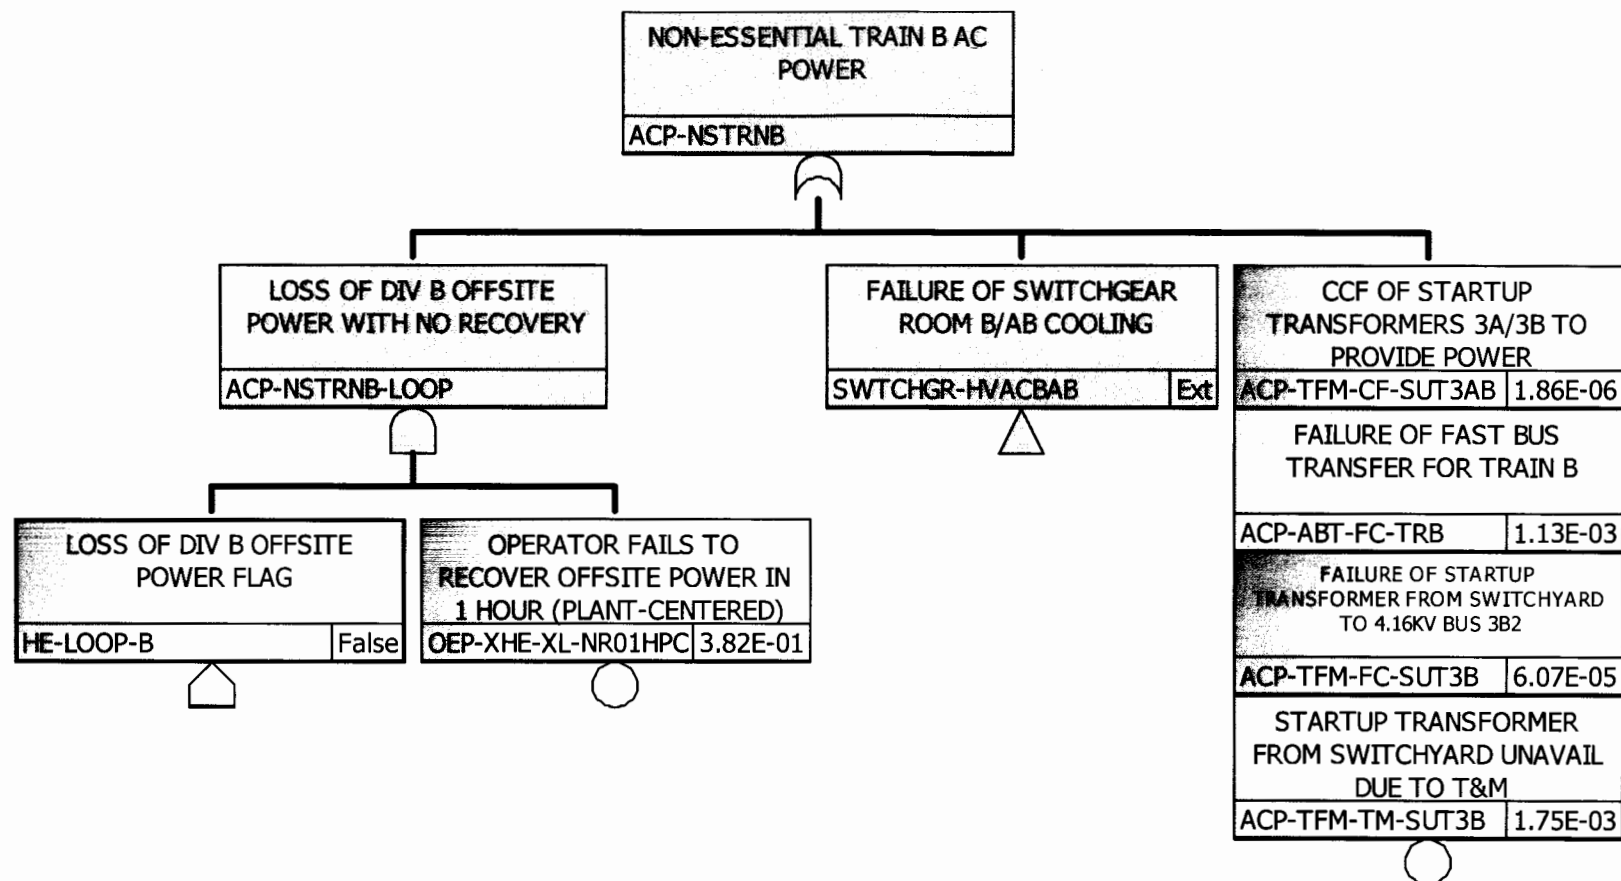 NON-ESSENTIAL TRAIN B AC
POWER
ACP-NSTRNB
LOSS OF DIV B OFFSITE
POWER WITH NO RECOVERY
ACP-NSTRNB-LOOP
FAILURE OF SWITCHGEAR
ROOM B/AB COOLING
SWTCHGR-HVACBAB Ext
CCF OF STARTUP
TRANSFORMERS 3A/3B TO
PROVIDE POWER
ACP-TFM-CF-SUT3AB 1.86E-06
FAILURE OF FAST BUS
TRANSFER FOR TRAIN B
ACP-ABT-FC-TRB 1.13E-03
LOSS OF DIV B OFFSITE
POWER FLAG
HE-LOOP-B False
OPERATOR FAILS TO
RECOVER OFFSITE POWER IN
1 HOUR (PLANT-CENTERED)
OEP-XHE-XL-NR01HPC 3.82E-01
FAILURE OF STARTUP
TRANSFORMER FROM SWITCHYARD
TO 4.16KV BUS 3B2
ACP-TFM-FC-SUT3B 6.07E-05
STARTUP TRANSFORMER
FROM SWITCHYARD UNAVAIL
DUE TO T&M
ACP-TFM-TM-SUT3B 1.75E-03